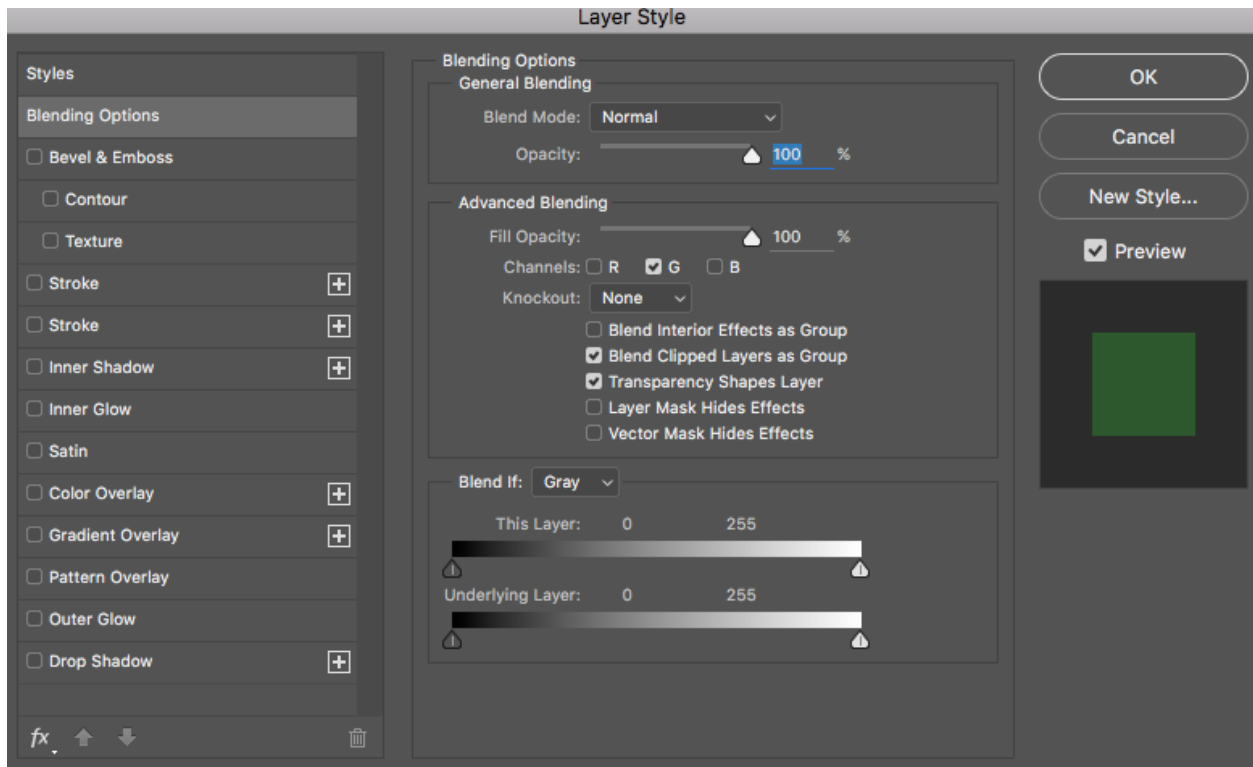 Layer Style
Styles
Blending Options
Bevel & Emboss
Contour
Texture
Stroke
Stroke
Inner Shadow
Inner Glow
Satin
Color Overlay
Gradient Overlay
Pattern Overlay
Outer Glow
Drop Shadow
fx
Blending Options
General Blending
Blend Mode: Normal
Opacity: 100 %
Advanced Blending
Fill Opacity: 100 %
Channels: R G B
Knockout: None
Blend Interior Effects as Group
Blend Clipped Layers as Group
Transparency Shapes Layer
Layer Mask Hides Effects
Vector Mask Hides Effects
Blend If: Gray
This Layer: 0 255
Underlying Layer: 0 255
OK
Cancel
New Style...
Preview